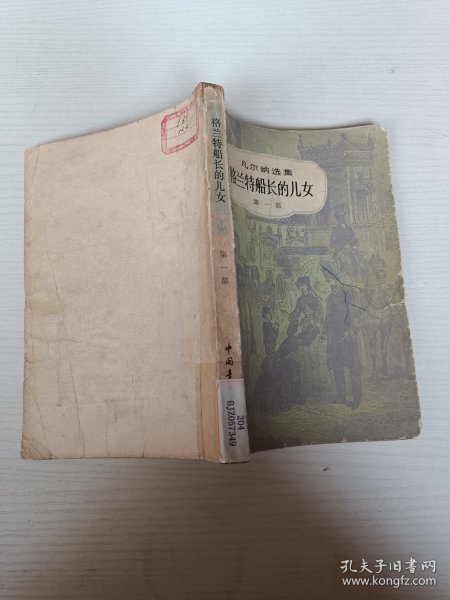 凡尔纳选集
格兰特船长的儿女
第一部
格兰特船长的儿女
第一部
中国青
204
BJZ057349
孔夫子旧书网
www.kongfz.com